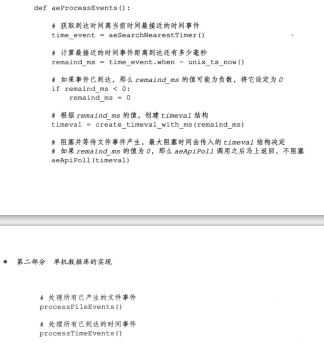 def aeProcessEvents():
# 获取到达时间离当前时间最接近的时间事件
time_event = aeSearchNearestTimer()
# 计算最接近的时间事件距离到达还有多少毫秒
remaind_ms = time_event.when - unix_ts_now()
# 如果事件已到达，那么 remaind_ms 的值可能为负数，将它设定为 0
if remaind_ms < 0:
remaind_ms = 0
# 根据 remaind_ms 的值，创建 timeval 结构
timeval = create_timeval_with_ms(remaind_ms)
# 阻塞并等待文件事件产生，最大阻塞时间由传入的 timeval 结构决定
# 如果 remaind_ms 的值为 0，那么 aeApiPoll 调用之后马上返回，不阻塞
aeApiPoll(timeval)
◆ 第二部分 单机数据库的实现
# 处理所有已产生的文件事件
processFileEvents()
# 处理所有已到达的时间事件
processTimeEvents()